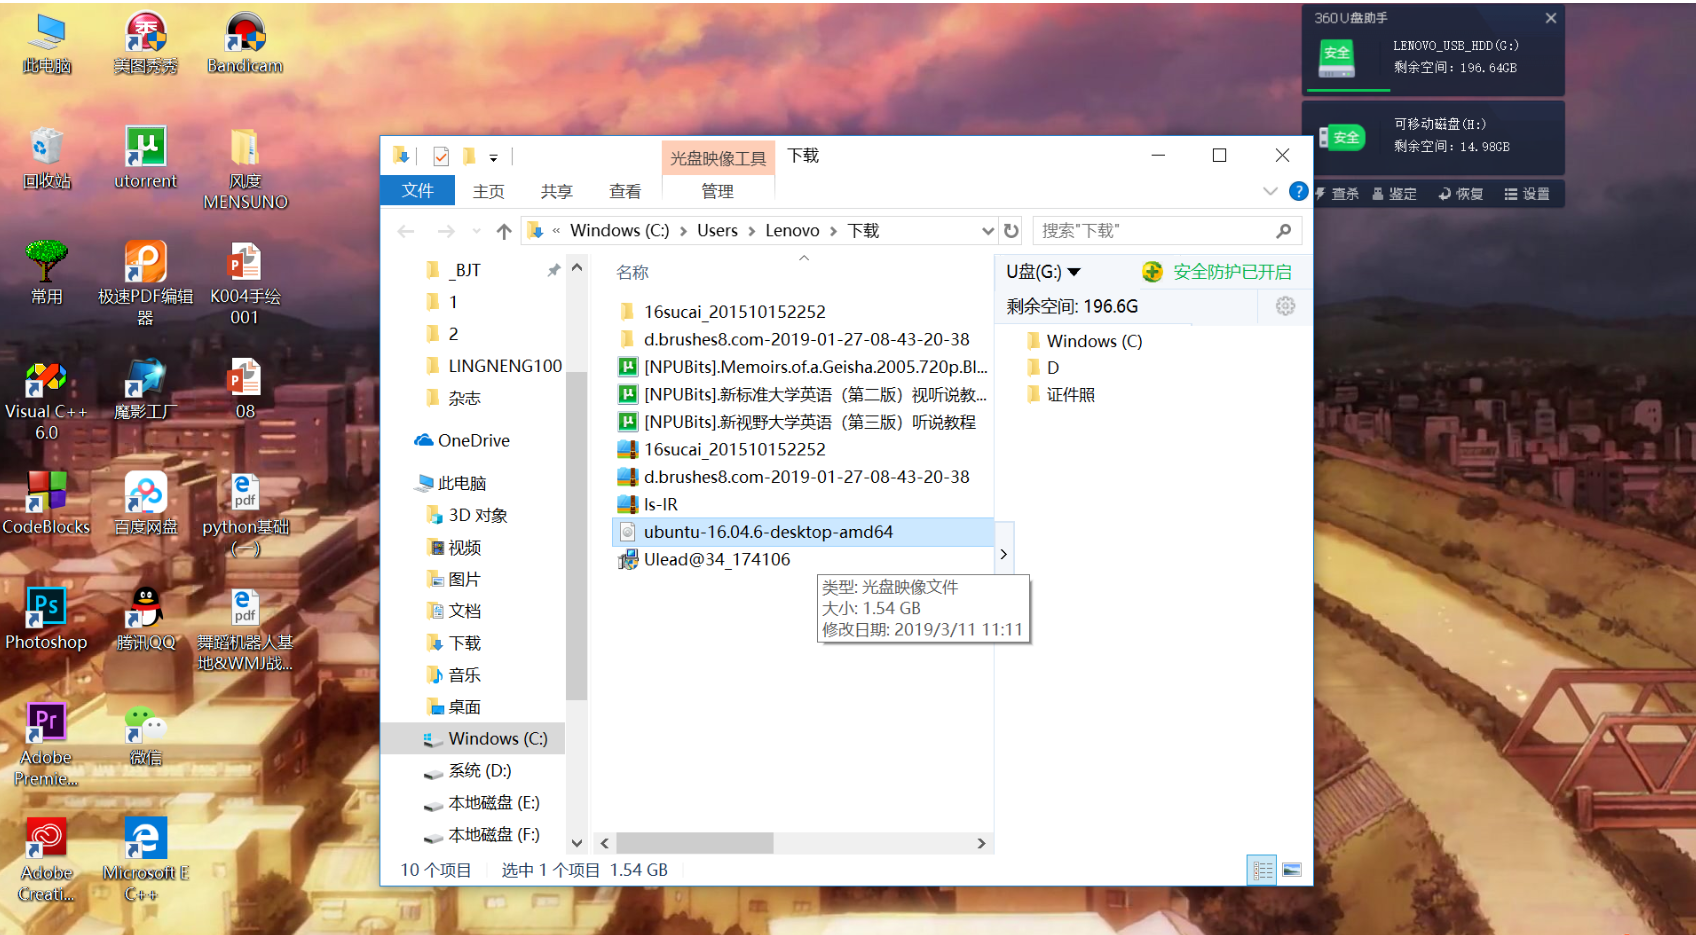 此电脑
美图秀秀
Bandicam
回收站
utorrent
风度
MENSUNO
常用
极速PDF编辑
器
K004手绘
001
Visual C++
6.0
魔影工厂
08
CodeBlocks
百度网盘
python基础
(一)
Photoshop
腾讯QQ
舞蹈机器人基
地&WMJ战...
Adobe
Premie...
微信
Adobe
Creati...
Microsoft E
C++
光盘映像工具
下载
文件
主页
共享
查看
管理
« Windows (C:) > Users > Lenovo > 下载
搜索"下载"
_BJT
1
2
LINGNENG100
杂志
OneDrive
此电脑
3D 对象
视频
图片
文档
下载
音乐
桌面
Windows (C:)
系统 (D:)
本地磁盘 (E:)
本地磁盘 (F:)
名称
16sucai_201510152252
d.brushes8.com-2019-01-27-08-43-20-38
[NPUBits].Memoirs.of.a.Geisha.2005.720p.Bl...
[NPUBits].新标准大学英语（第二版）视听说教...
[NPUBits].新视野大学英语（第三版）听说教程
16sucai_201510152252
d.brushes8.com-2019-01-27-08-43-20-38
ls-lR
ubuntu-16.04.6-desktop-amd64
Ulead@34_174106
类型: 光盘映像文件
大小: 1.54 GB
修改日期: 2019/3/11 11:11
U盘(G:)
安全防护已开启
剩余空间: 196.6G
Windows (C)
D
证件照
10 个项目
选中 1 个项目 1.54 GB
360U盘助手
安全
LENOVO_USB_HDD(G:)
剩余空间: 196.64GB
安全
可移动磁盘(H:)
剩余空间: 14.98GB
查杀
鉴定
恢复
设置